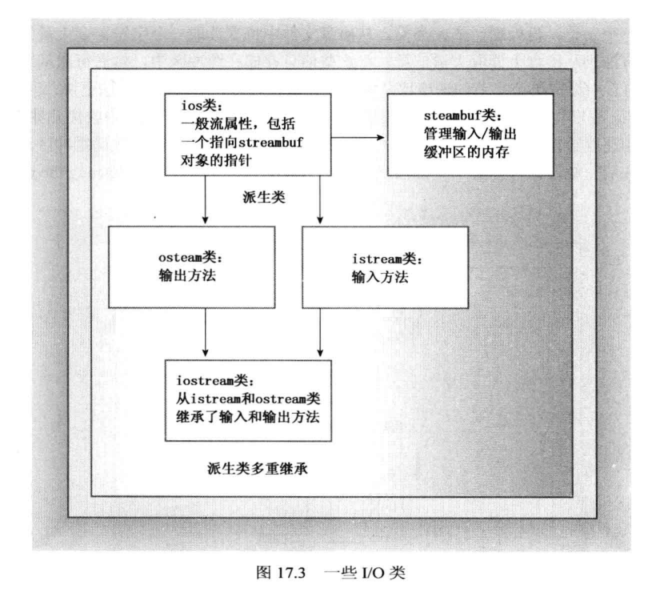 ios类：
一般流属性，包括
一个指向streambuf
对象的指针
steambuf类：
管理输入/输出
缓冲区的内存
派生类
osteam类：
输出方法
istream类：
输入方法
iostream类：
从istream和ostream类
继承了输入和输出方法
派生类多重继承
图 17.3 一些 I/O 类